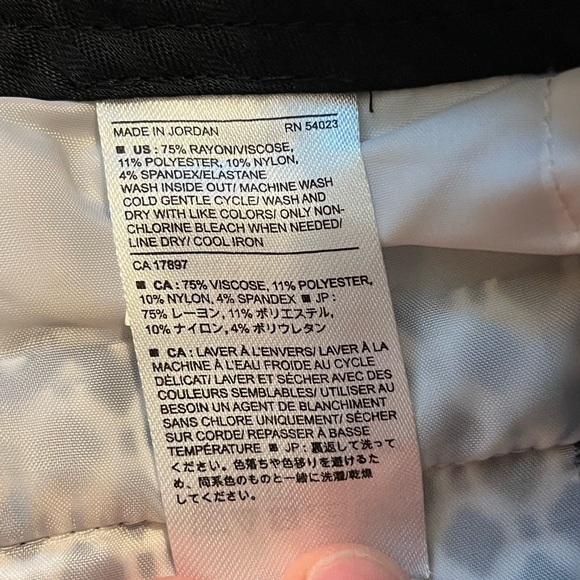 MADE IN JORDAN RN 54023
■ US : 75% RAYON/VISCOSE,
11% POLYESTER, 10% NYLON,
4% SPANDEX/ELASTANE
WASH INSIDE OUT/ MACHINE WASH
COLD GENTLE CYCLE/ WASH AND
DRY WITH LIKE COLORS/ ONLY NON-
CHLORINE BLEACH WHEN NEEDED/
LINE DRY/ COOL IRON
CA 17897
■ CA : 75% VISCOSE, 11% POLYESTER,
10% NYLON, 4% SPANDEX ■ JP :
75% レーヨン, 11% ポリエステル,
10% ナイロン, 4% ポリウレタン
■ CA : LAVER À L'ENVERS/ LAVER À LA
MACHINE À L'EAU FROIDE AU CYCLE
DÉLICAT/ LAVER ET SÉCHER AVEC DES
COULEURS SEMBLABLES/ UTILISER AU
BESOIN UN AGENT DE BLANCHIMENT
SANS CHLORE UNIQUEMENT/ SÉCHER
SUR CORDE/ REPASSER À BASSE
TEMPÉRATURE ■ JP : 裏返して洗って
ください。色落ちや色移りを避けるた
め、同系色のものと一緒に洗濯/乾燥
してください。